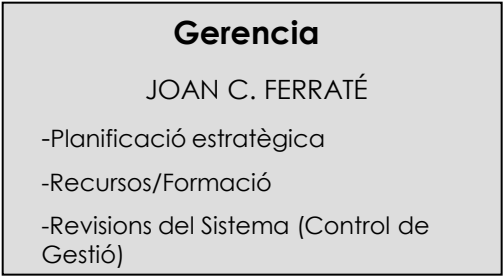 Gerencia
JOAN C. FERRATÉ
-Planificació estratègica
-Recursos/Formació
-Revisions del Sistema (Control de
Gestió)